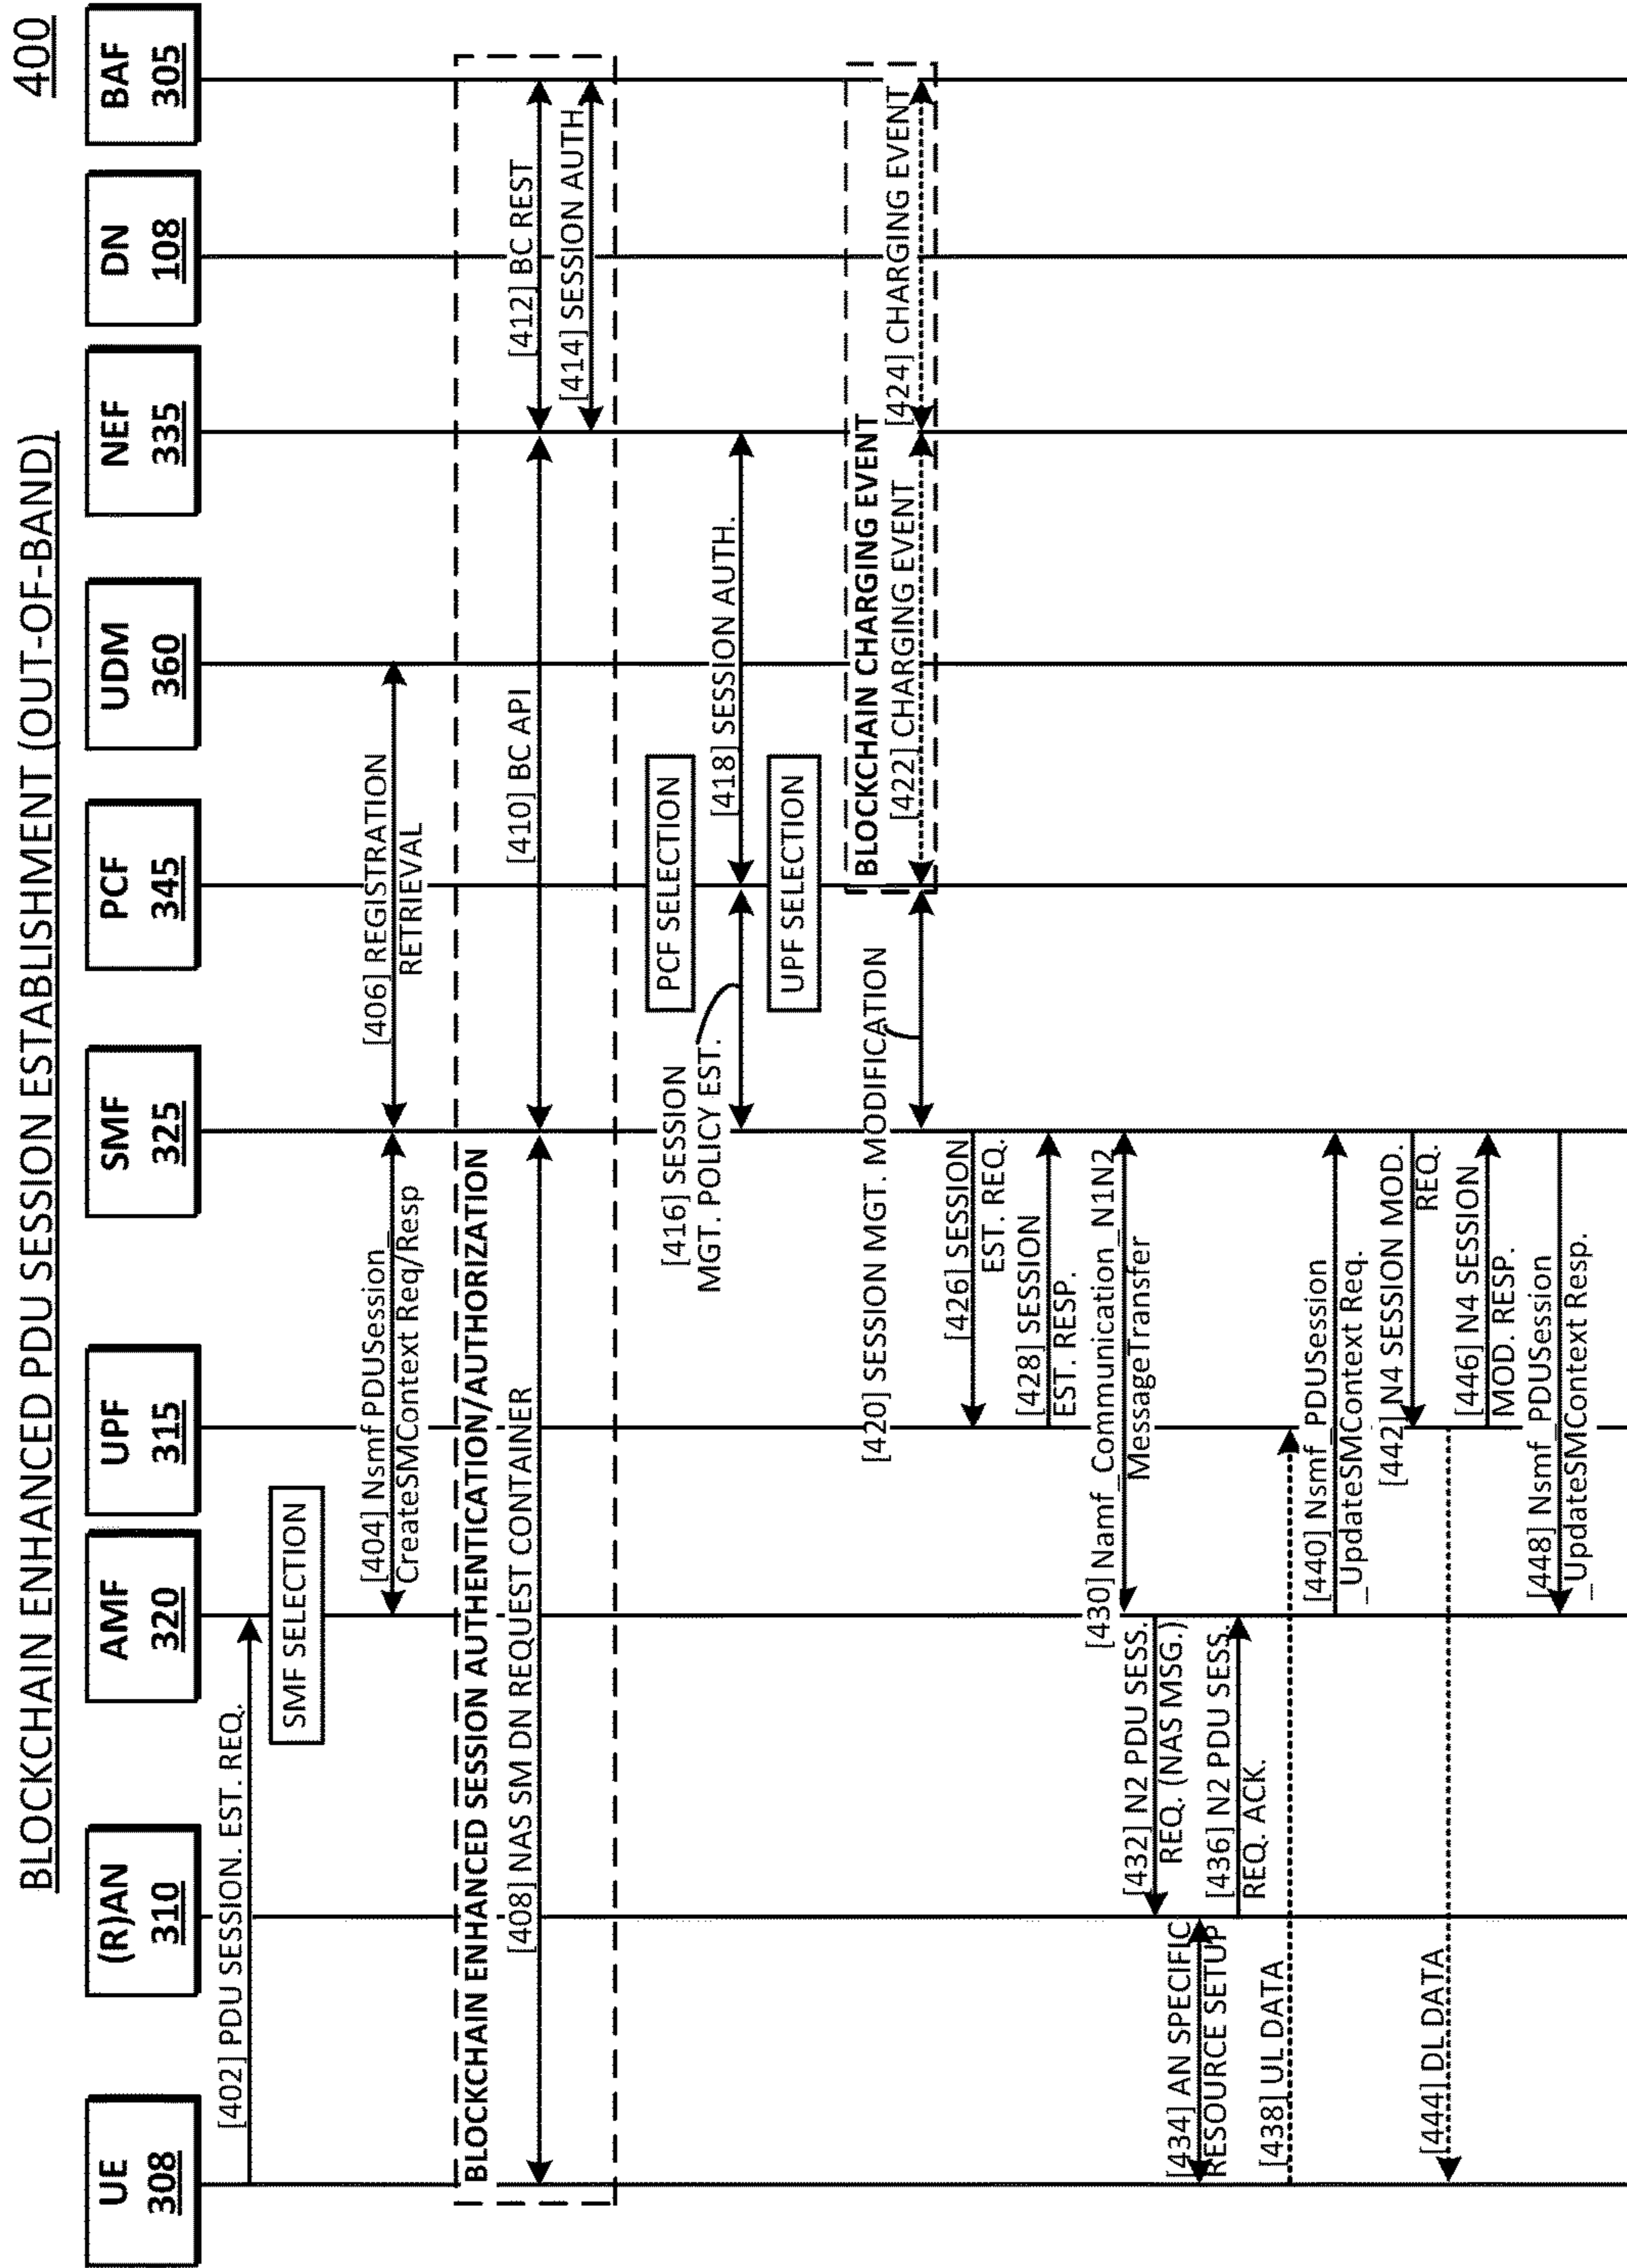 400
BLOCKCHAIN ENHANCED PDU SESSION ESTABLISHMENT (OUT-OF-BAND)
UE
308
(R)AN
310
AMF
320
UPF
315
SMF
325
PCF
345
UDM
360
NEF
335
DN
108
BAF
305
[402] PDU SESSION. EST. REQ.
SMF SELECTION
[404] Nsmf PDUSession_
CreateSMContext Req/Resp
[406] REGISTRATION
RETRIEVAL
BLOCKCHAIN ENHANCED SESSION AUTHENTICATION/AUTHORIZATION
[408] NAS SM DN REQUEST CONTAINER
[410] BC API
[412] BC REST
[414] SESSION AUTH
PCF SELECTION
[416] SESSION
MGT. POLICY EST.
[418] SESSION AUTH.
UPF SELECTION
BLOCKCHAIN CHARGING EVENT
[420] SESSION MGT. MODIFICATION
[422] CHARGING EVENT
[424] CHARGING EVENT
[426] SESSION
EST. REQ.
[428] SESSION
EST. RESP.
[430] Namf_Communication_N1N2
MessageTransfer
[432] N2 PDU SESS.
REQ. (NAS MSG.)
[434] AN SPECIFIC
RESOURCE SETUP
[436] N2 PDU SESS.
REQ. ACK.
[438] UL DATA
[440] Nsmf_PDUSession
_UpdateSMContext Req.
[442] N4 SESSION MOD.
REQ.
[444] DL DATA
[446] N4 SESSION
MOD. RESP.
[448] Nsmf_PDUSession
_UpdateSMContext Resp.